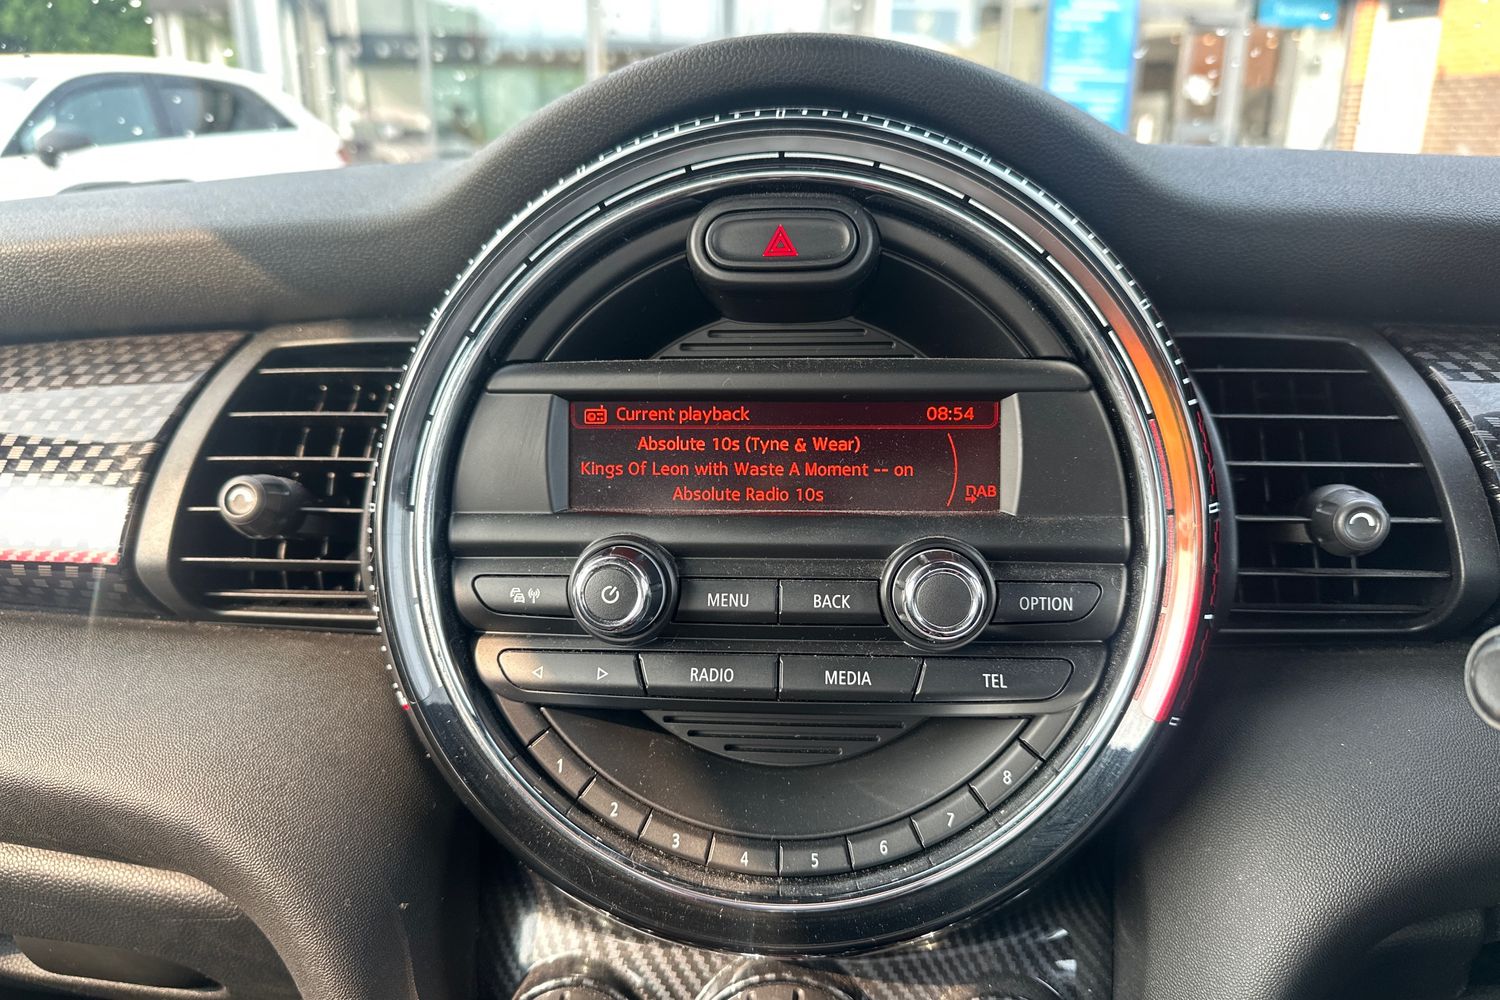 Current playback 08:54
Absolute 10s (Tyne & Wear)
Kings Of Leon with Waste A Moment -- on
Absolute Radio 10s
DAB
MENU BACK OPTION
RADIO MEDIA TEL
1 2 3 4 5 6 7 8